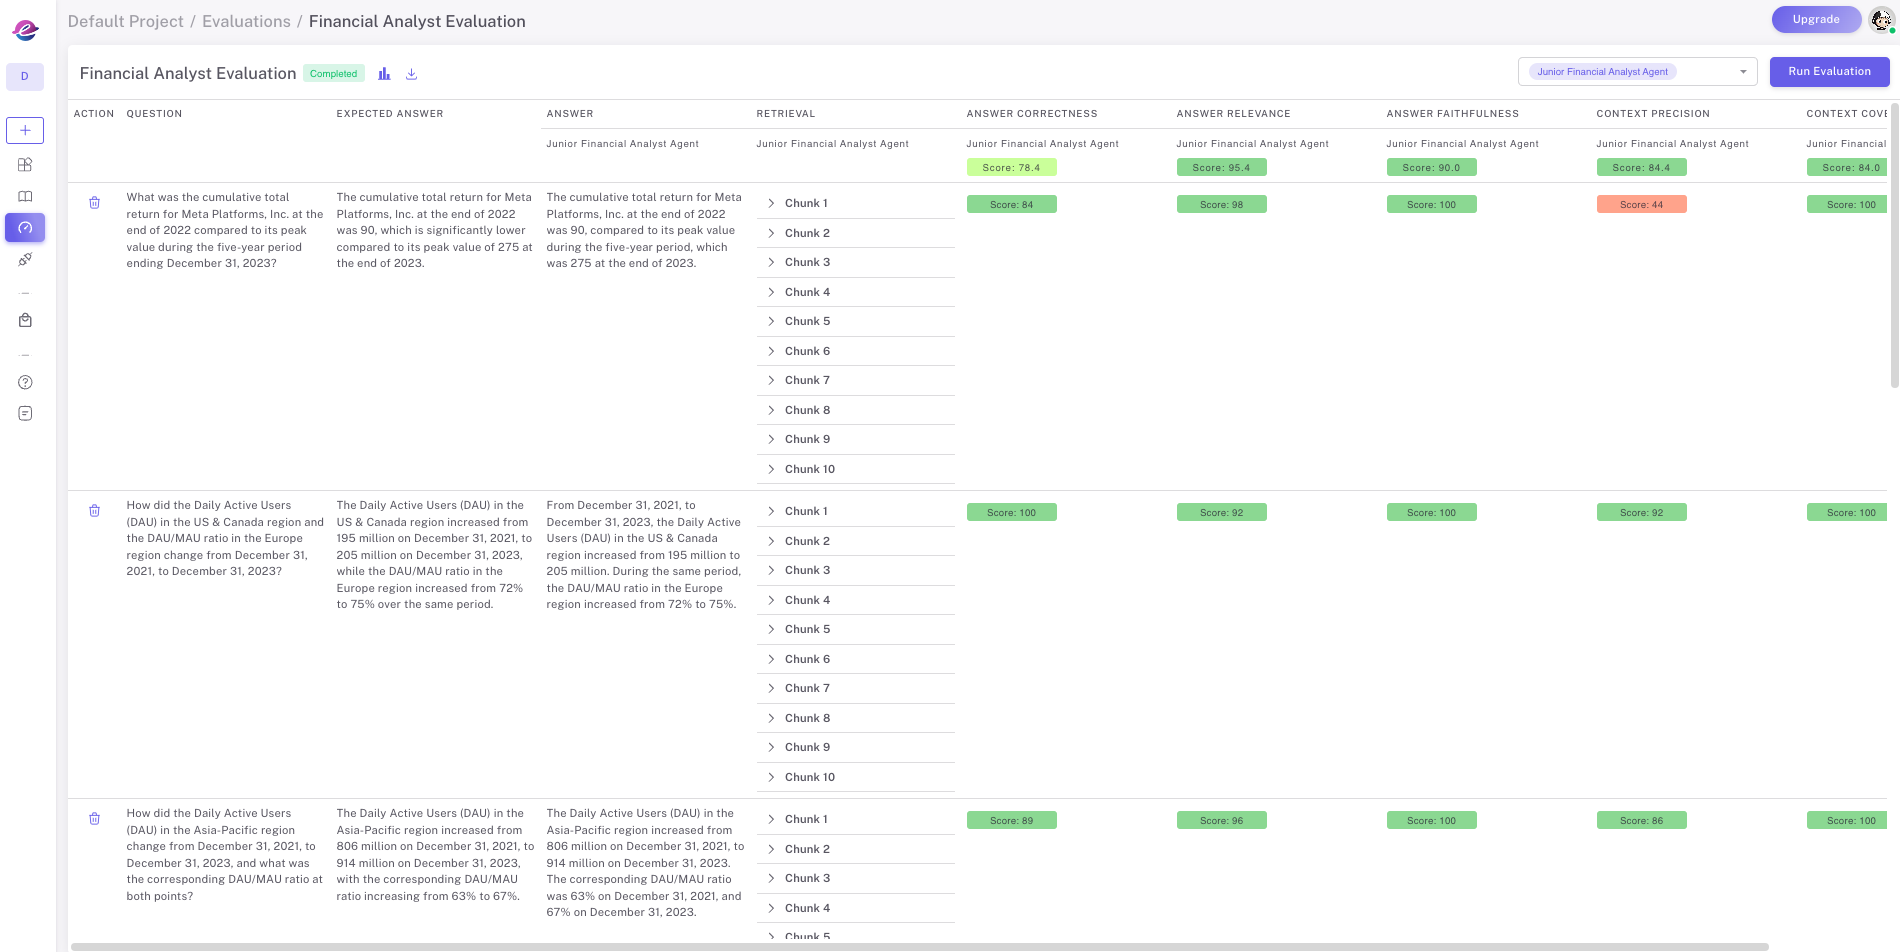 Default Project / Evaluations / Financial Analyst Evaluation
Upgrade
D
Financial Analyst Evaluation
Completed
Junior Financial Analyst Agent
Run Evaluation
ACTION QUESTION EXPECTED ANSWER ANSWER RETRIEVAL ANSWER CORRECTNESS ANSWER RELEVANCE ANSWER FAITHFULNESS CONTEXT PRECISION CONTEXT COVE
Junior Financial Analyst Agent Junior Financial Analyst Agent Junior Financial Analyst Agent Junior Financial Analyst Agent Junior Financial Analyst Agent Junior Financial Analyst Agent Junior Financial
Score: 78.4 Score: 95.4 Score: 90.0 Score: 84.4 Score: 84.0
What was the cumulative total
return for Meta Platforms, Inc. at the
end of 2022 compared to its peak
value during the five-year period
ending December 31, 2023?
The cumulative total return for Meta
Platforms, Inc. at the end of 2022
was 90, which is significantly lower
compared to its peak value of 275 at
the end of 2023.
The cumulative total return for Meta
Platforms, Inc. at the end of 2022
was 90, compared to its peak value
during the five-year period, which
was 275 at the end of 2023.
Chunk 1
Chunk 2
Chunk 3
Chunk 4
Chunk 5
Chunk 6
Chunk 7
Chunk 8
Chunk 9
Chunk 10
Score: 84 Score: 98 Score: 100 Score: 44 Score: 100
How did the Daily Active Users
(DAU) in the US & Canada region and
the DAU/MAU ratio in the Europe
region change from December 31,
2021, to December 31, 2023?
The Daily Active Users (DAU) in the
US & Canada region increased from
195 million on December 31, 2021, to
205 million on December 31, 2023,
while the DAU/MAU ratio in the
Europe region increased from 72%
to 75% over the same period.
From December 31, 2021, to
December 31, 2023, the Daily Active
Users (DAU) in the US & Canada
region increased from 195 million to
205 million. During the same period,
the DAU/MAU ratio in the Europe
region increased from 72% to 75%.
Chunk 1
Chunk 2
Chunk 3
Chunk 4
Chunk 5
Chunk 6
Chunk 7
Chunk 8
Chunk 9
Chunk 10
Score: 100 Score: 92 Score: 100 Score: 92 Score: 100
How did the Daily Active Users
(DAU) in the Asia-Pacific region
change from December 31, 2021, to
December 31, 2023, and what was
the corresponding DAU/MAU ratio at
both points?
The Daily Active Users (DAU) in the
Asia-Pacific region increased from
806 million on December 31, 2021, to
914 million on December 31, 2023,
with the corresponding DAU/MAU
ratio increasing from 63% to 67%.
The Daily Active Users (DAU) in the
Asia-Pacific region increased from
806 million on December 31, 2021, to
914 million on December 31, 2023.
The corresponding DAU/MAU ratio
was 63% on December 31, 2021, and
67% on December 31, 2023.
Chunk 1
Chunk 2
Chunk 3
Chunk 4
Chunk 5
Score: 89 Score: 96 Score: 100 Score: 86 Score: 100